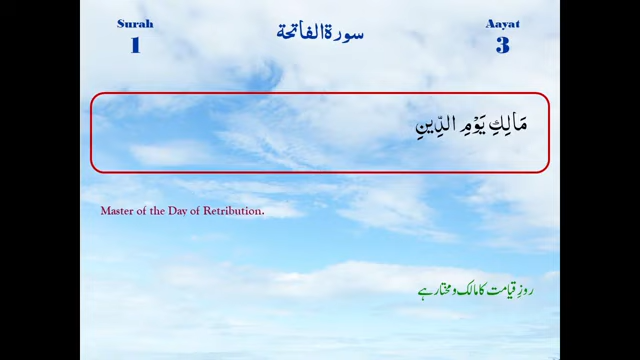 Surah
1
سورة الفاتحة
Aayat
3
مَالِكِ يَوْمِ الدِّينِ
Master of the Day of Retribution.
روزِ قیامت کا مالک و مختار ہے